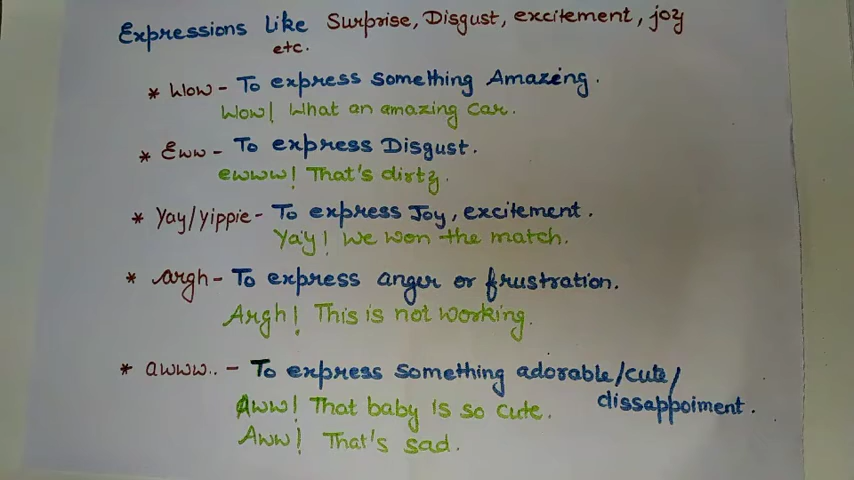 Expressions Like Surprise, Disgust, excitement, joy
etc.
* Wow - To express something Amazing.
Wow! What an amazing car.
* Eww - To express Disgust.
ewww! That's dirty.
* Yay/Yippie - To express Joy, excitement.
Yay! We won the match.
* Argh - To express anger or frustration.
Argh! This is not working.
* awww.. - To express something adorable/cute/
dissappoiment.
Aww! That baby is so cute.
Aww! That's sad.